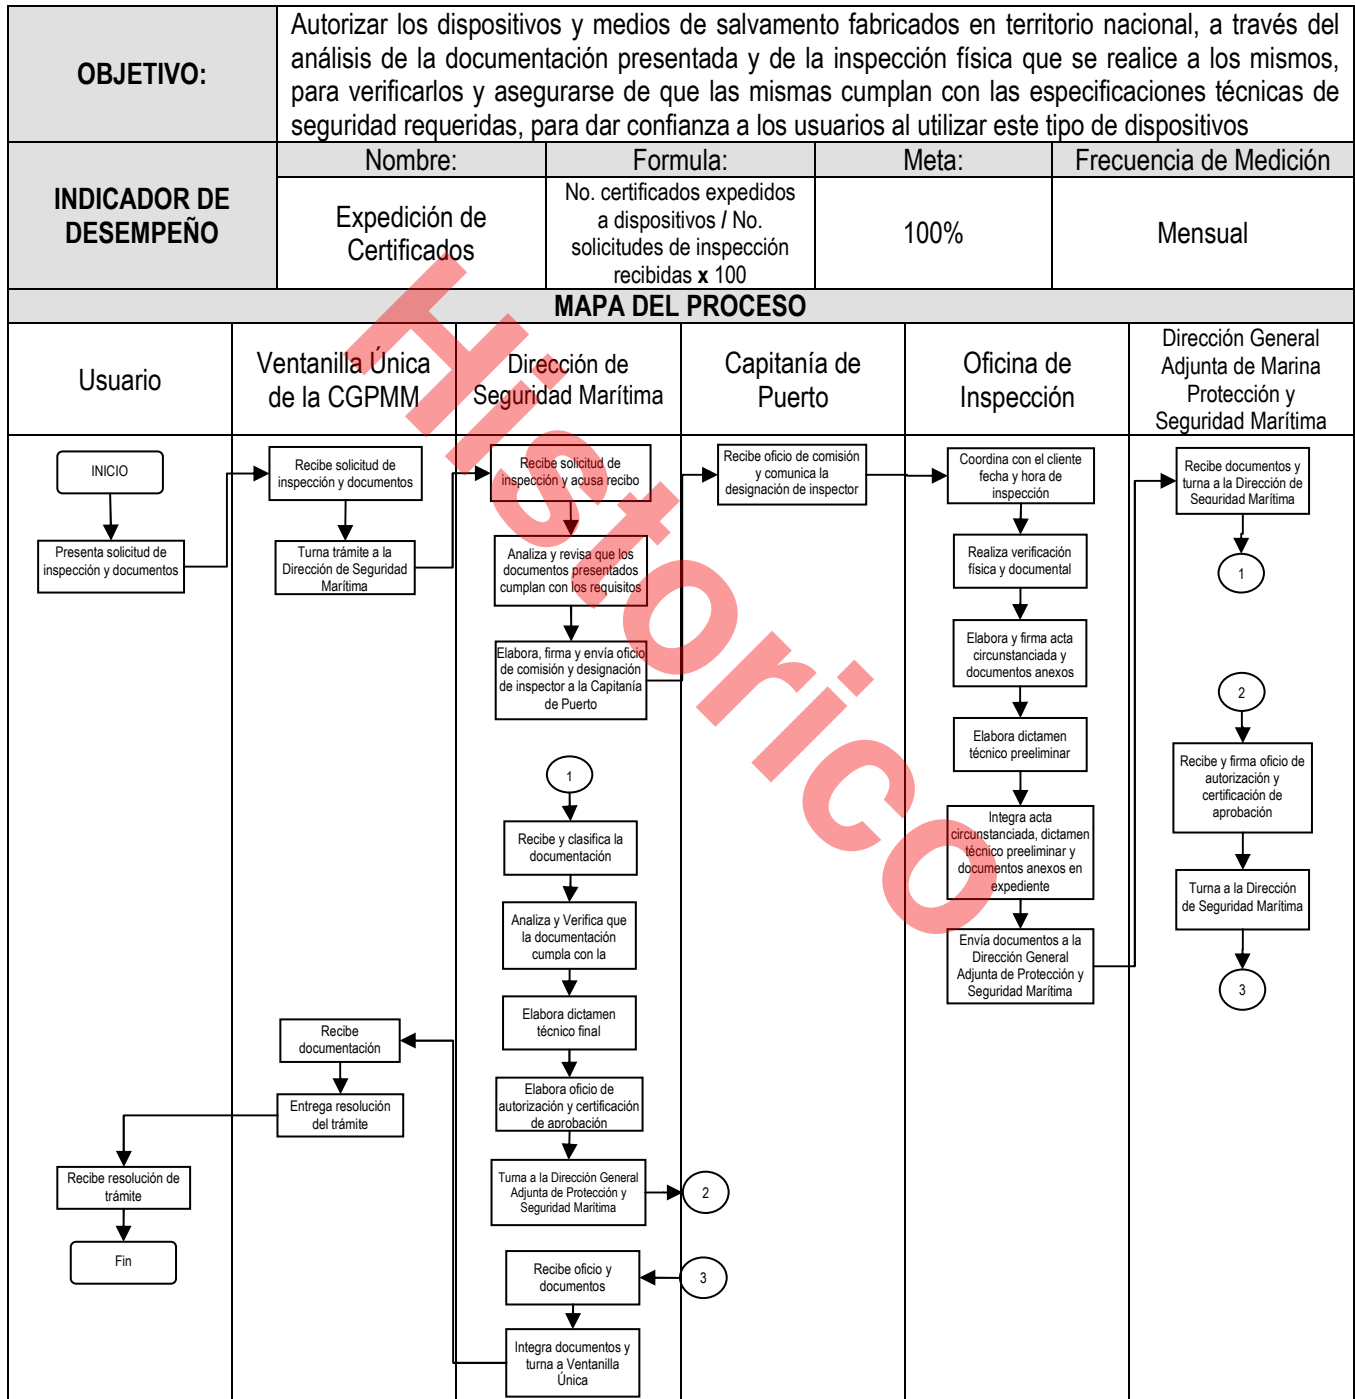 OBJETIVO:
Autorizar los dispositivos y medios de salvamento fabricados en territorio nacional, a través del
análisis de la documentación presentada y de la inspección física que se realice a los mismos,
para verificarlos y asegurarse de que las mismas cumplan con las especificaciones técnicas de
seguridad requeridas, para dar confianza a los usuarios al utilizar este tipo de dispositivos
INDICADOR DE
DESEMPEÑO
Nombre:
Formula:
Meta:
Frecuencia de Medición
Expedición de
Certificados
No. certificados expedidos
a dispositivos / No.
solicitudes de inspección
recibidas x 100
100%
Mensual
MAPA DEL PROCESO
Usuario
Ventanilla Única
de la CGPMM
Dirección de
Seguridad Marítima
Capitanía de
Puerto
Oficina de
Inspección
Dirección General
Adjunta de Marina
Protección y
Seguridad Marítima
INICIO
Presenta solicitud de
inspección y documentos
Recibe solicitud de
inspección y documentos
Turna trámite a la
Dirección de Seguridad
Marítima
Recibe solicitud de
inspección y acusa recibo
Analiza y revisa que los
documentos presentados
cumplan con los requisitos
Elabora, firma y envía oficio
de comisión y designación
de inspector a la Capitanía
de Puerto
Recibe oficio de comisión
y comunica la
designación de inspector
Coordina con el cliente
fecha y hora de
inspección
Realiza verificación
física y documental
Elabora y firma acta
circunstanciada y
documentos anexos
Elabora dictamen
técnico preeliminar
Integra acta
circunstanciada, dictamen
técnico preeliminar y
documentos anexos en
expediente
Envía documentos a la
Dirección General
Adjunta de Protección y
Seguridad Marítima
Recibe documentos y
turna a la Dirección de
Seguridad Marítima
1
1
Recibe y clasifica la
documentación
Analiza y Verifica que
la documentación
cumpla con la
Elabora dictamen
técnico final
Elabora oficio de
autorización y certificación
de aprobación
Turna a la Dirección General
Adjunta de Protección y
Seguridad Marítima
2
2
Recibe y firma oficio de
autorización y
certificación de
aprobación
Turna a la Dirección
de Seguridad Marítima
3
3
Recibe oficio y
documentos
Integra documentos y
turna a Ventanilla
Única
Recibe
documentación
Entrega resolución
del trámite
Recibe resolución de
trámite
Fin
Historico